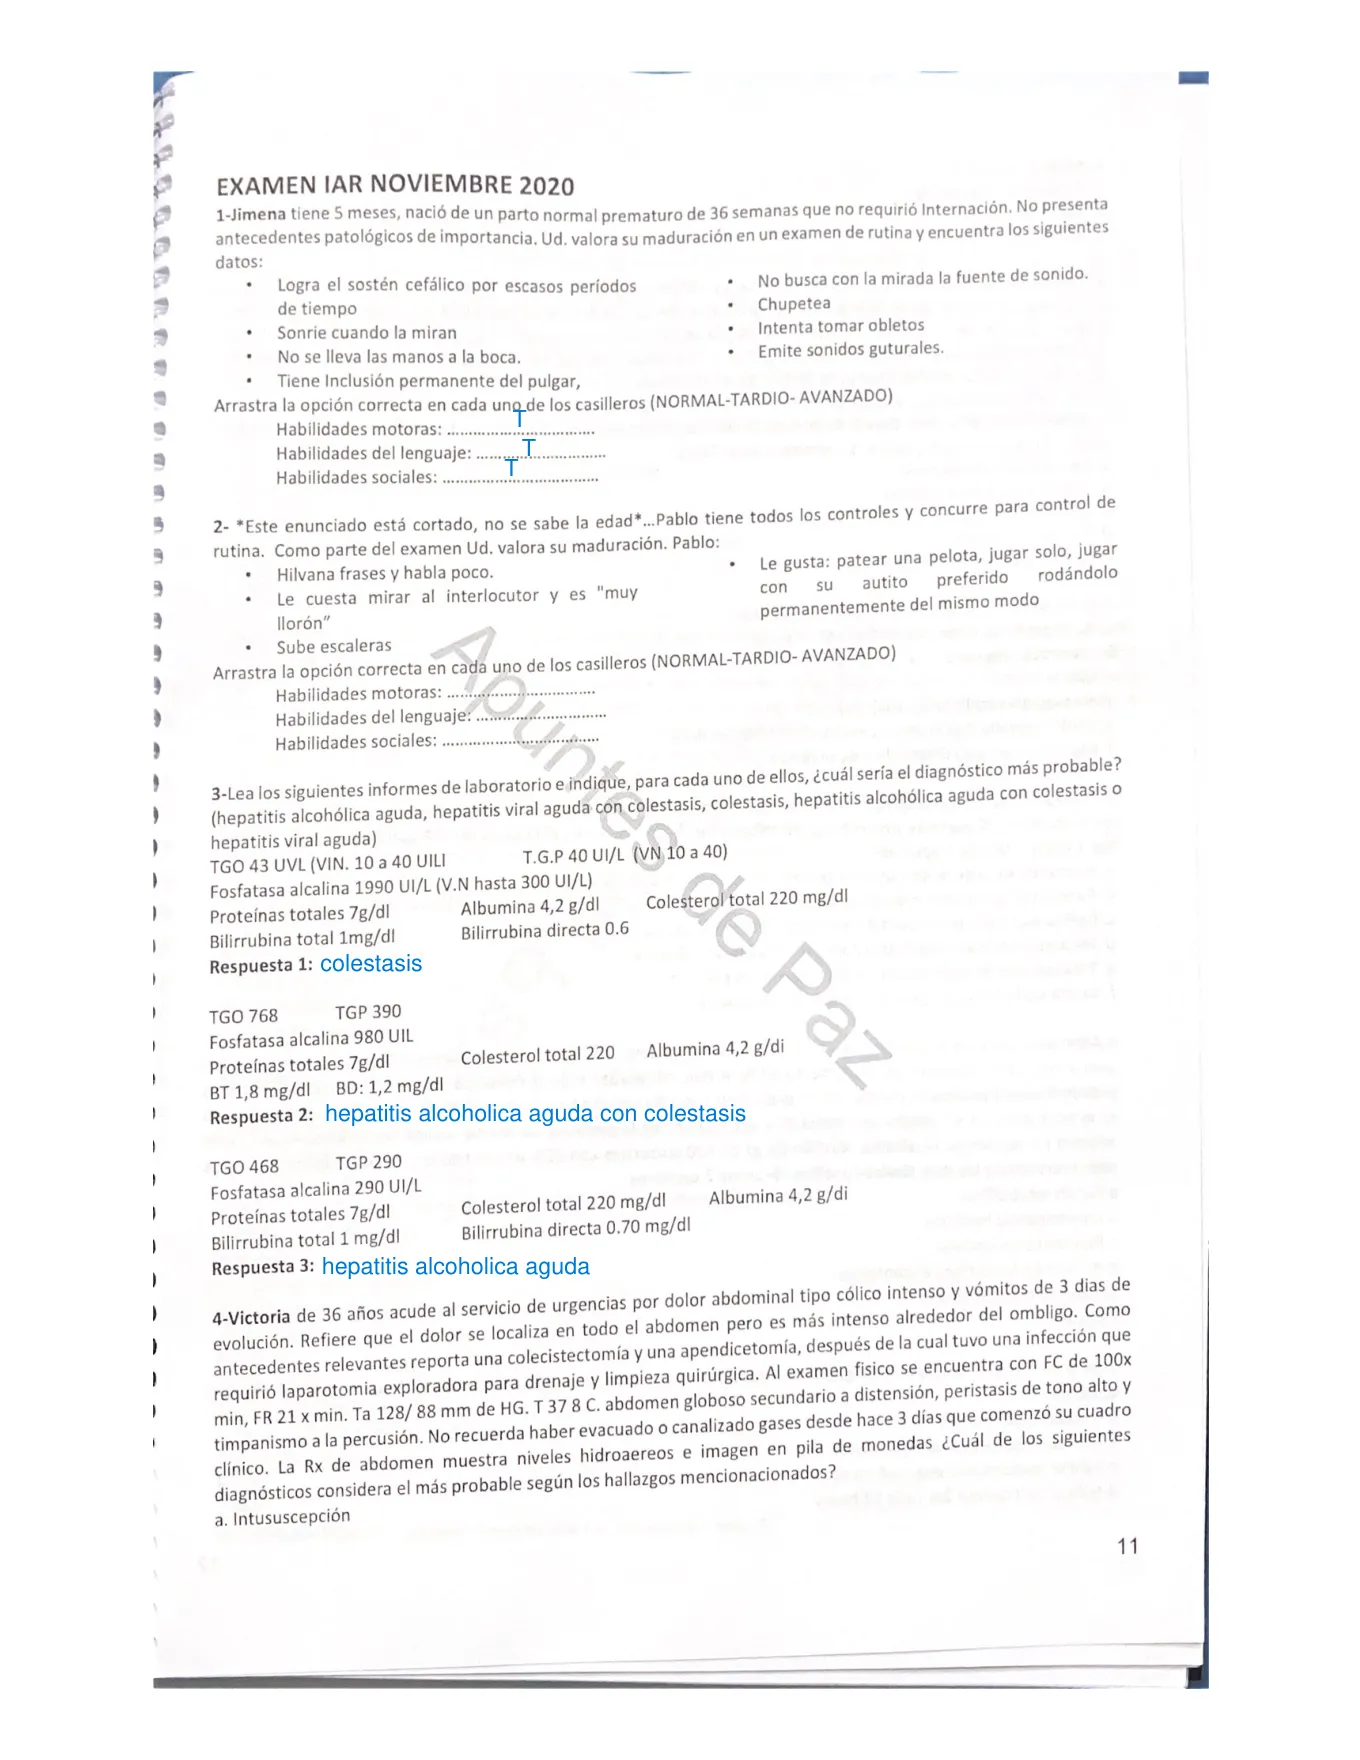 EXAMEN IAR NOVIEMBRE 2020
1-Jimena tiene 5 meses, nació de un parto normal prematuro de 36 semanas que no requirió Internación. No presenta
antecedentes patológicos de importancia. Ud. valora su maduración en un examen de rutina y encuentra los siguientes
datos:
• Logra el sostén cefálico por escasos períodos
de tiempo
• Sonrie cuando la miran
• No se lleva las manos a la boca.
• Tiene Inclusión permanente del pulgar,
• No busca con la mirada la fuente de sonido.
• Chupetea
• Intenta tomar obletos
• Emite sonidos guturales.
Arrastra la opción correcta en cada uno de los casilleros (NORMAL-TARDIO- AVANZADO)
Habilidades motoras: .................................. T
Habilidades del lenguaje: .............................. T
Habilidades sociales: .................................... T
2- *Este enunciado está cortado, no se sabe la edad*...Pablo tiene todos los controles y concurre para control de
rutina. Como parte del examen Ud. valora su maduración. Pablo:
• Hilvana frases y habla poco.
• Le cuesta mirar al interlocutor y es "muy
llorón"
• Sube escaleras
• Le gusta: patear una pelota, jugar solo, jugar
con su autito preferido rodándolo
permanentemente del mismo modo
Arrastra la opción correcta en cada uno de los casilleros (NORMAL-TARDIO- AVANZADO)
Habilidades motoras: ..................................
Habilidades del lenguaje: ..............................
Habilidades sociales: ....................................
3-Lea los siguientes informes de laboratorio e indique, para cada uno de ellos, ¿cuál sería el diagnóstico más probable?
(hepatitis alcohólica aguda, hepatitis viral aguda con colestasis, colestasis, hepatitis alcohólica aguda con colestasis o
hepatitis viral aguda)
TGO 43 UVL (VIN. 10 a 40 UILI T.G.P 40 UI/L (VN 10 a 40)
Fosfatasa alcalina 1990 UI/L (V.N hasta 300 UI/L)
Proteínas totales 7g/dl Albumina 4,2 g/dl Colesterol total 220 mg/dl
Bilirrubina total 1mg/dl Bilirrubina directa 0.6
Respuesta 1: colestasis
TGO 768 TGP 390
Fosfatasa alcalina 980 UIL
Proteínas totales 7g/dl Colesterol total 220 Albumina 4,2 g/di
BT 1,8 mg/dl BD: 1,2 mg/dl
Respuesta 2: hepatitis alcoholica aguda con colestasis
TGO 468 TGP 290
Fosfatasa alcalina 290 UI/L
Proteínas totales 7g/dl Colesterol total 220 mg/dl Albumina 4,2 g/di
Bilirrubina total 1 mg/dl Bilirrubina directa 0.70 mg/dl
Respuesta 3: hepatitis alcoholica aguda
4-Victoria de 36 años acude al servicio de urgencias por dolor abdominal tipo cólico intenso y vómitos de 3 dias de
evolución. Refiere que el dolor se localiza en todo el abdomen pero es más intenso alrededor del ombligo. Como
antecedentes relevantes reporta una colecistectomía y una apendicetomía, después de la cual tuvo una infección que
requirió laparotomia exploradora para drenaje y limpieza quirúrgica. Al examen fisico se encuentra con FC de 100x
min, FR 21 x min. Ta 128/ 88 mm de HG. T 37 8 C. abdomen globoso secundario a distensión, peristasis de tono alto y
timpanismo a la percusión. No recuerda haber evacuado o canalizado gases desde hace 3 días que comenzó su cuadro
clínico. La Rx de abdomen muestra niveles hidroaereos e imagen en pila de monedas ¿Cuál de los siguientes
diagnósticos considera el más probable según los hallazgos mencionacionados?
a. Intususcepción
11
Apuntes de Paz